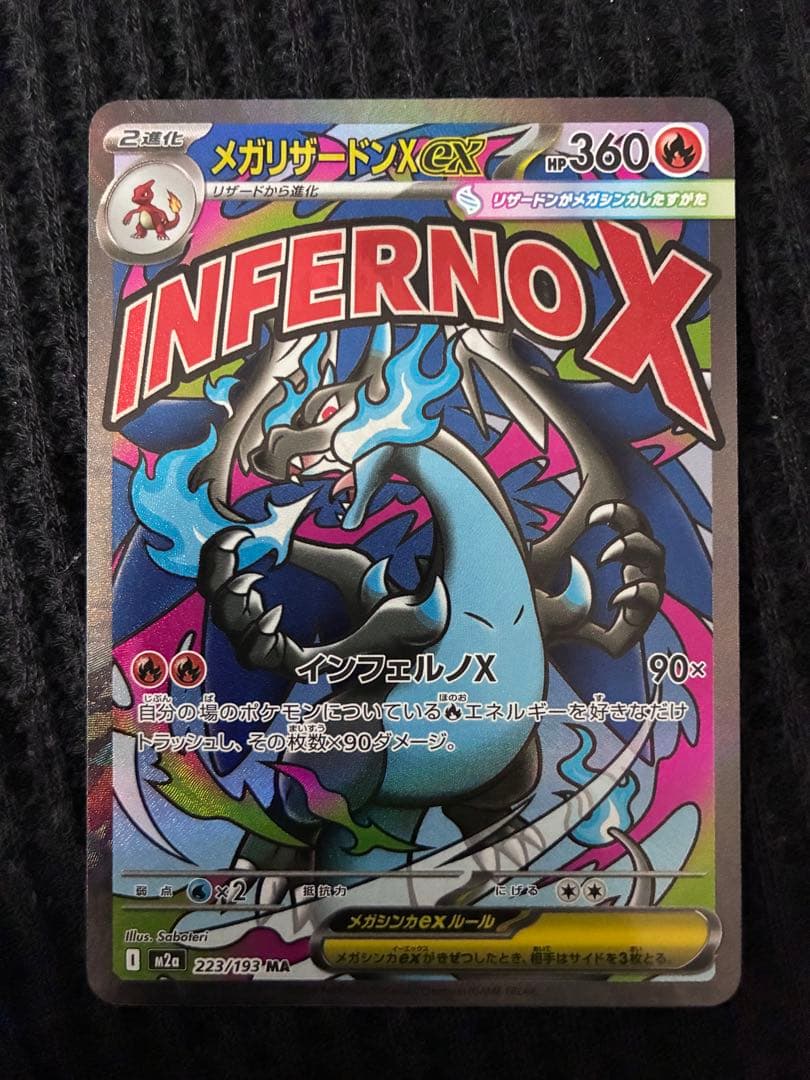 2進化
メガリザードンXex
HP360
リザードから進化
リザードンがメガシンカしたすがた
INFERNO X
インフェルノX 90×
自分の場のポケモンについているエネルギーを好きなだけ
トラッシュし、その枚数×90ダメージ。
弱点 ×2 抵抗力 にげる
メガシンカexルール
メガシンカexがきぜつしたとき、相手はサイドを3枚とる。
Illus. Saboteri
I m2a 223/193 MA
GAME FREAK